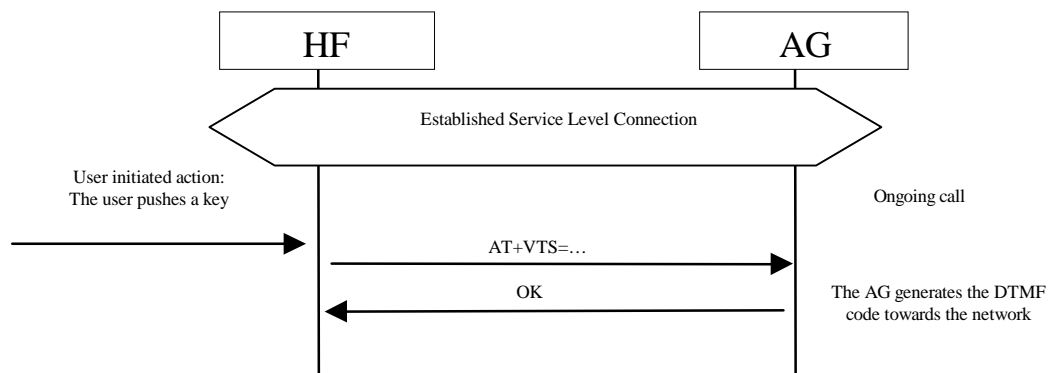 HF
AG
Established Service Level Connection
User initiated action:
The user pushes a key
Ongoing call
AT+VTS=…
OK
The AG generates the DTMF
code towards the network